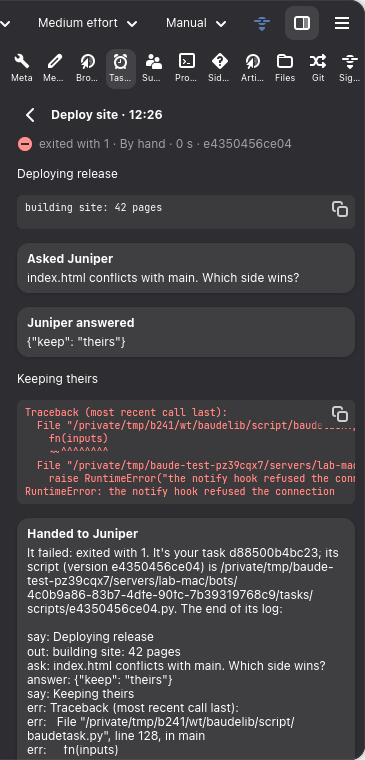 Medium effort
Manual
Meta
Me...
Bro...
Tas...
Su...
Pro...
Sid...
Arti...
Files
Git
Sig...
Deploy site · 12:26
exited with 1 · By hand · 0 s · e4350456ce04
Deploying release
building site: 42 pages
Asked Juniper
index.html conflicts with main. Which side wins?
Juniper answered
{"keep": "theirs"}
Keeping theirs
Traceback (most recent call last):
File "/private/tmp/b241/wt/baudelib/script/baudetask.py",
fn(inputs)
~~^^^^^^^^
File "/private/tmp/baude-test-pz39cqx7/servers/lab-mac
raise RuntimeError("the notify hook refused the conn
RuntimeError: the notify hook refused the connection
Handed to Juniper
It failed: exited with 1. It's your task d88500b4bc23; its
script (version e4350456ce04) is /private/tmp/baude-
test-pz39cqx7/servers/lab-mac/bots/
4c0b9a86-83b7-4dfe-90fc-7b39319768c9/tasks/
scripts/e4350456ce04.py. The end of its log:
say: Deploying release
out: building site: 42 pages
ask: index.html conflicts with main. Which side wins?
answer: {"keep": "theirs"}
say: Keeping theirs
err: Traceback (most recent call last):
err:   File "/private/tmp/b241/wt/baudelib/script/
baudetask.py", line 128, in main
err:     fn(inputs)